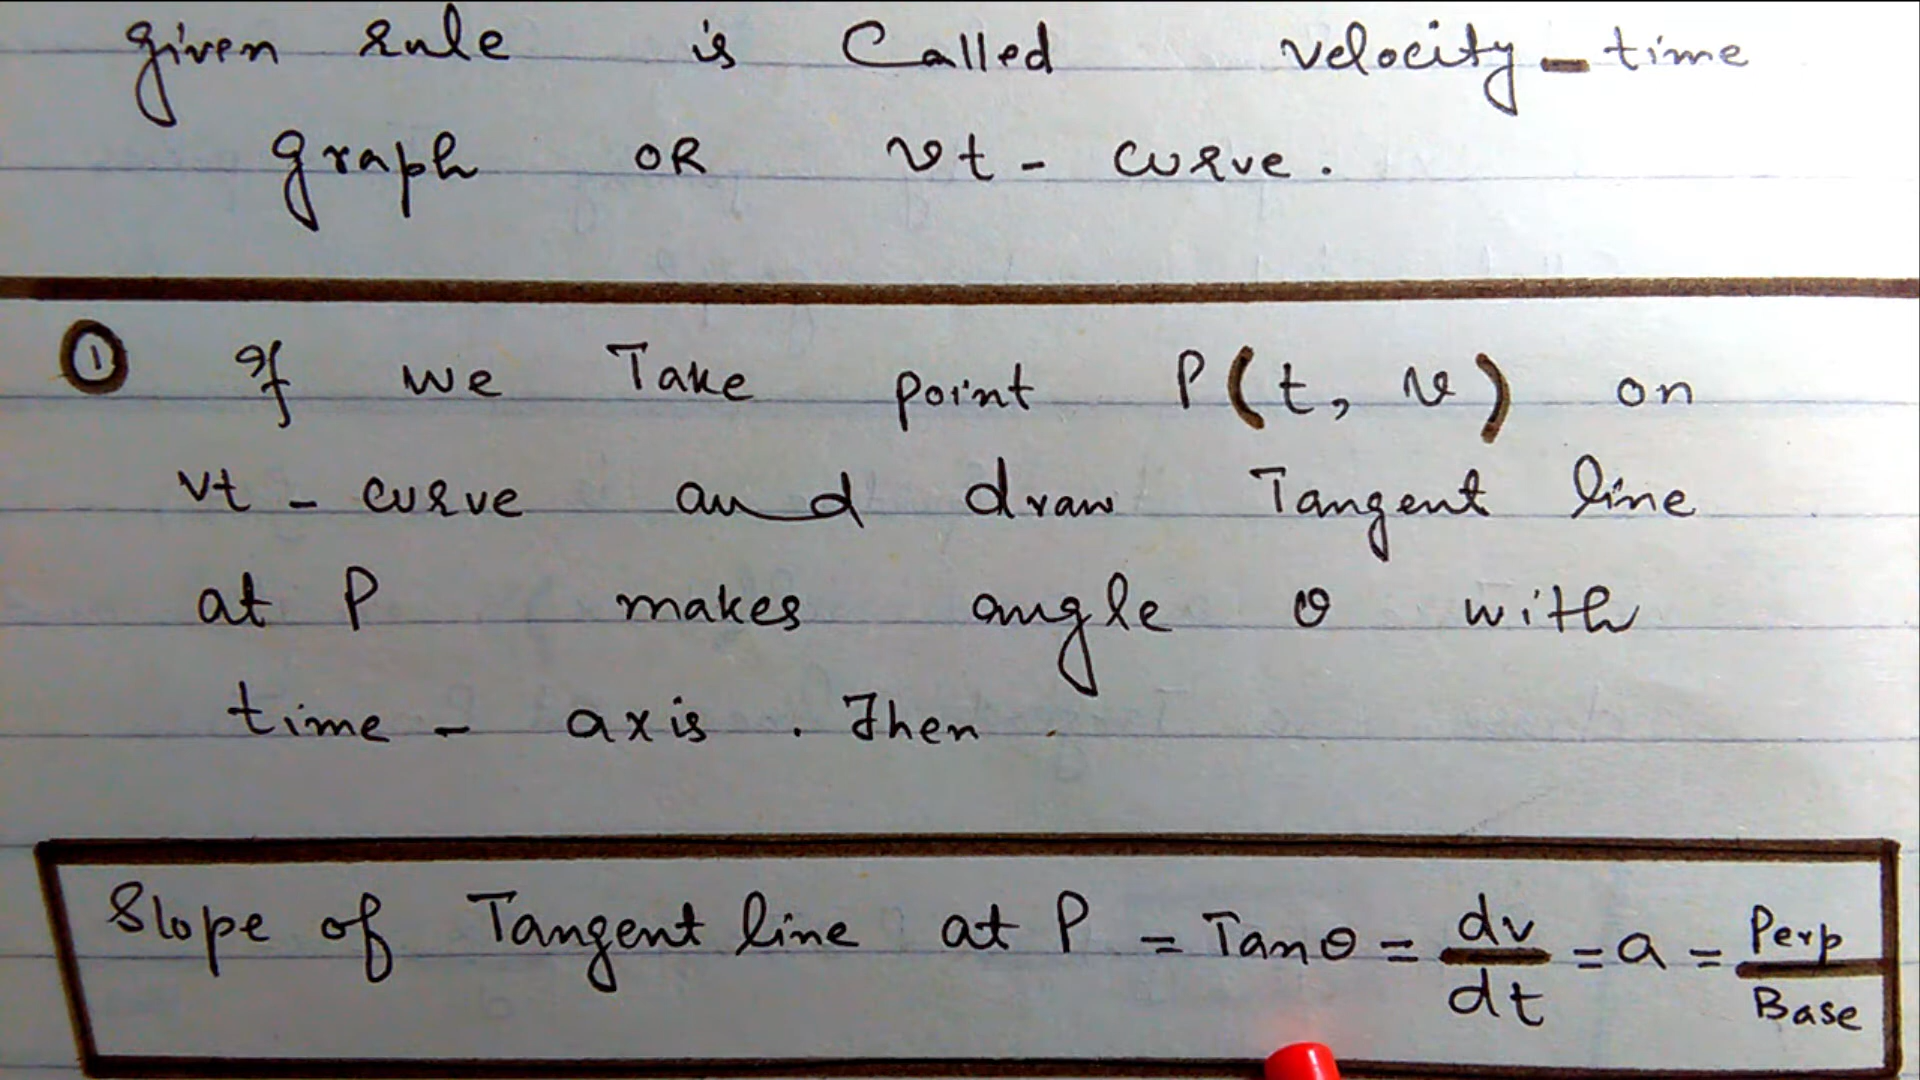 given rule is Called velocity - time
graph OR vt - curve.
① If we Take point P(t, v) on
vt - curve and draw Tangent line
at P makes angle θ with
time - axis. Then
Slope of Tangent line at P = Tanθ = dv/dt = a = Perp/Base